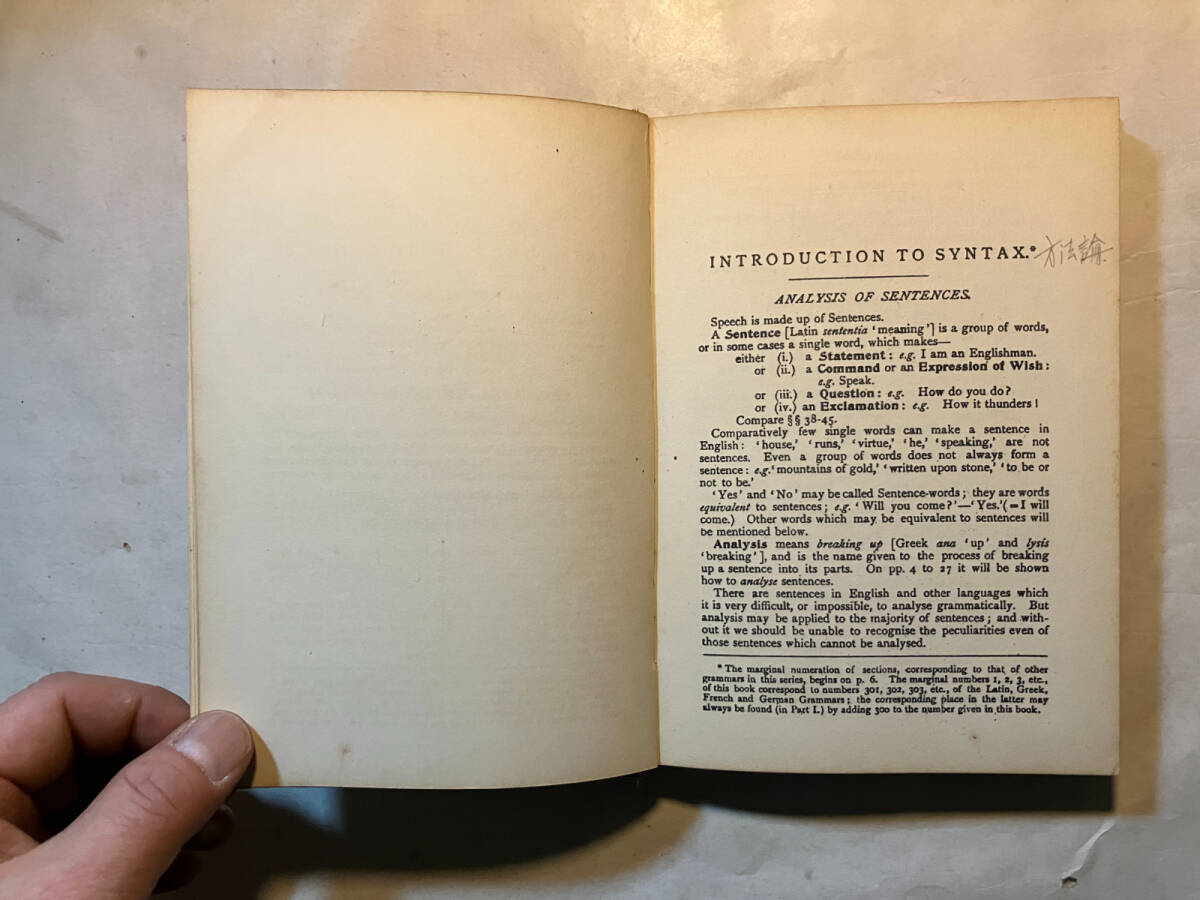 INTRODUCTION TO SYNTAX.* 方法論
ANALYSIS OF SENTENCES.
Speech is made up of Sentences.
A Sentence [Latin sententia ‘meaning’] is a group of words,
or in some cases a single word, which makes—
either (i.) a Statement: e.g. I am an Englishman.
or (ii.) a Command or an Expression of Wish:
e.g. Speak.
or (iii.) a Question: e.g. How do you do?
or (iv.) an Exclamation: e.g. How it thunders!
Compare §§ 38-45.
Comparatively few single words can make a sentence in
English: ‘house,’ ‘runs,’ ‘virtue,’ ‘he,’ ‘speaking,’ are not
sentences. Even a group of words does not always form a
sentence: e.g. ‘mountains of gold,’ ‘written upon stone,’ ‘to be or
not to be.’
‘Yes’ and ‘No’ may be called Sentence-words; they are words
equivalent to sentences; e.g. ‘Will you come?’—‘Yes.’ (=I will
come.) Other words which may be equivalent to sentences will
be mentioned below.
Analysis means breaking up [Greek ana ‘up’ and lysis
‘breaking’], and is the name given to the process of breaking
up a sentence into its parts. On pp. 4 to 27 it will be shown
how to analyse sentences.
There are sentences in English and other languages which
it is very difficult, or impossible, to analyse grammatically. But
analysis may be applied to the majority of sentences; and with-
out it we should be unable to recognise the peculiarities even of
those sentences which cannot be analysed.
* The marginal numeration of sections, corresponding to that of other
grammars in this series, begins on p. 6. The marginal numbers 1, 2, 3, etc.,
of this book correspond to numbers 301, 302, 303, etc., of the Latin, Greek,
French and German Grammars; the corresponding place in the latter may
always be found (in Part I.) by adding 300 to the number given in this book.